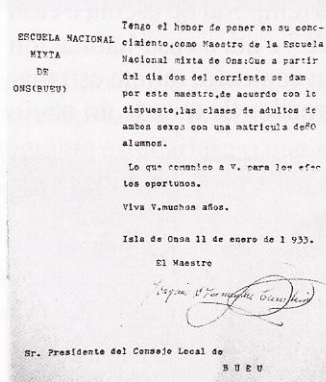 ESCUELA NACIONAL
MIXTA
DE
ONS(BUEU)
Tengo el honor de poner en su cono-
cimiento,como Maestro de la Escuela
Nacional mixta de Ons:Que a partir
del dia dos del corriente se dam
por este maestro,de acuerdo con lo
dispuesto,las clases de adultos de
ambos sexos con una matricula de80
alumnos.
Lo que comunico a V. para los efec
tos oportunos.
Viva V.muchos años.
Isla de Onsa 11 de enero de 1 933.
El Maestro
Sr. Presidente del Consejo Local de
BUEU